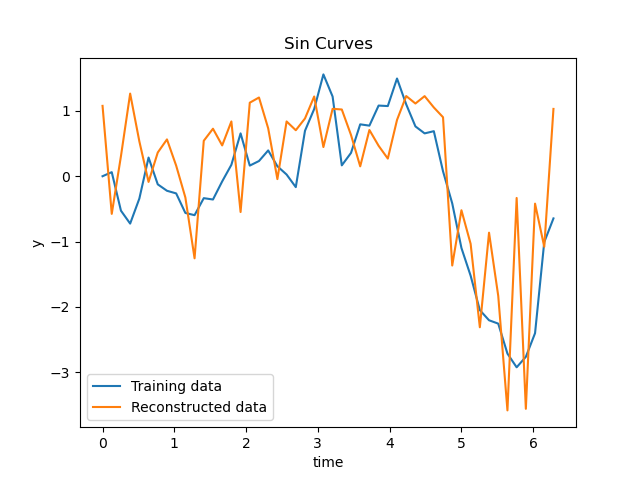 Sin Curves
y
1
0
−1
−2
−3
Training data
Reconstructed data
0 1 2 3 4 5 6
time